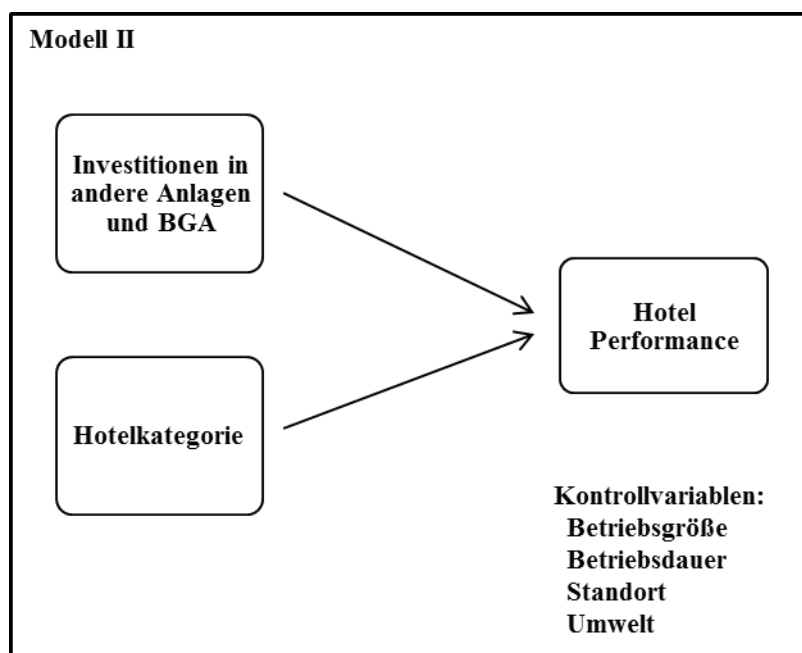 Modell II
Investitionen in
andere Anlagen
und BGA
Hotelkategorie
Hotel
Performance
Kontrollvariablen:
Betriebsgröße
Betriebsdauer
Standort
Umwelt